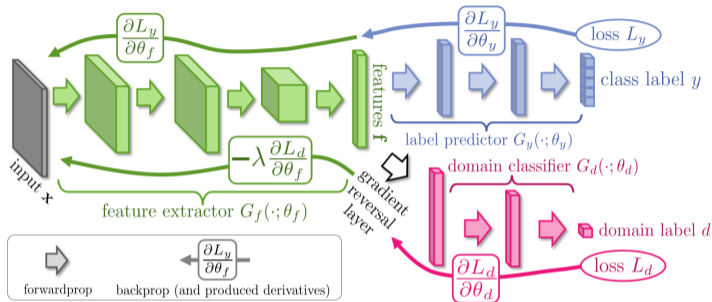 ∂L_y/∂θ_f
∂L_y/∂θ_y
loss L_y
input x
features f
class label y
label predictor G_y(·;θ_y)
−λ ∂L_d/∂θ_f
domain classifier G_d(·;θ_d)
feature extractor G_f(·;θ_f)
gradient
reversal
layer
domain label d
∂L_d/∂θ_d
loss L_d
forwardprop
∂L_y/∂θ_f
backprop (and produced derivatives)